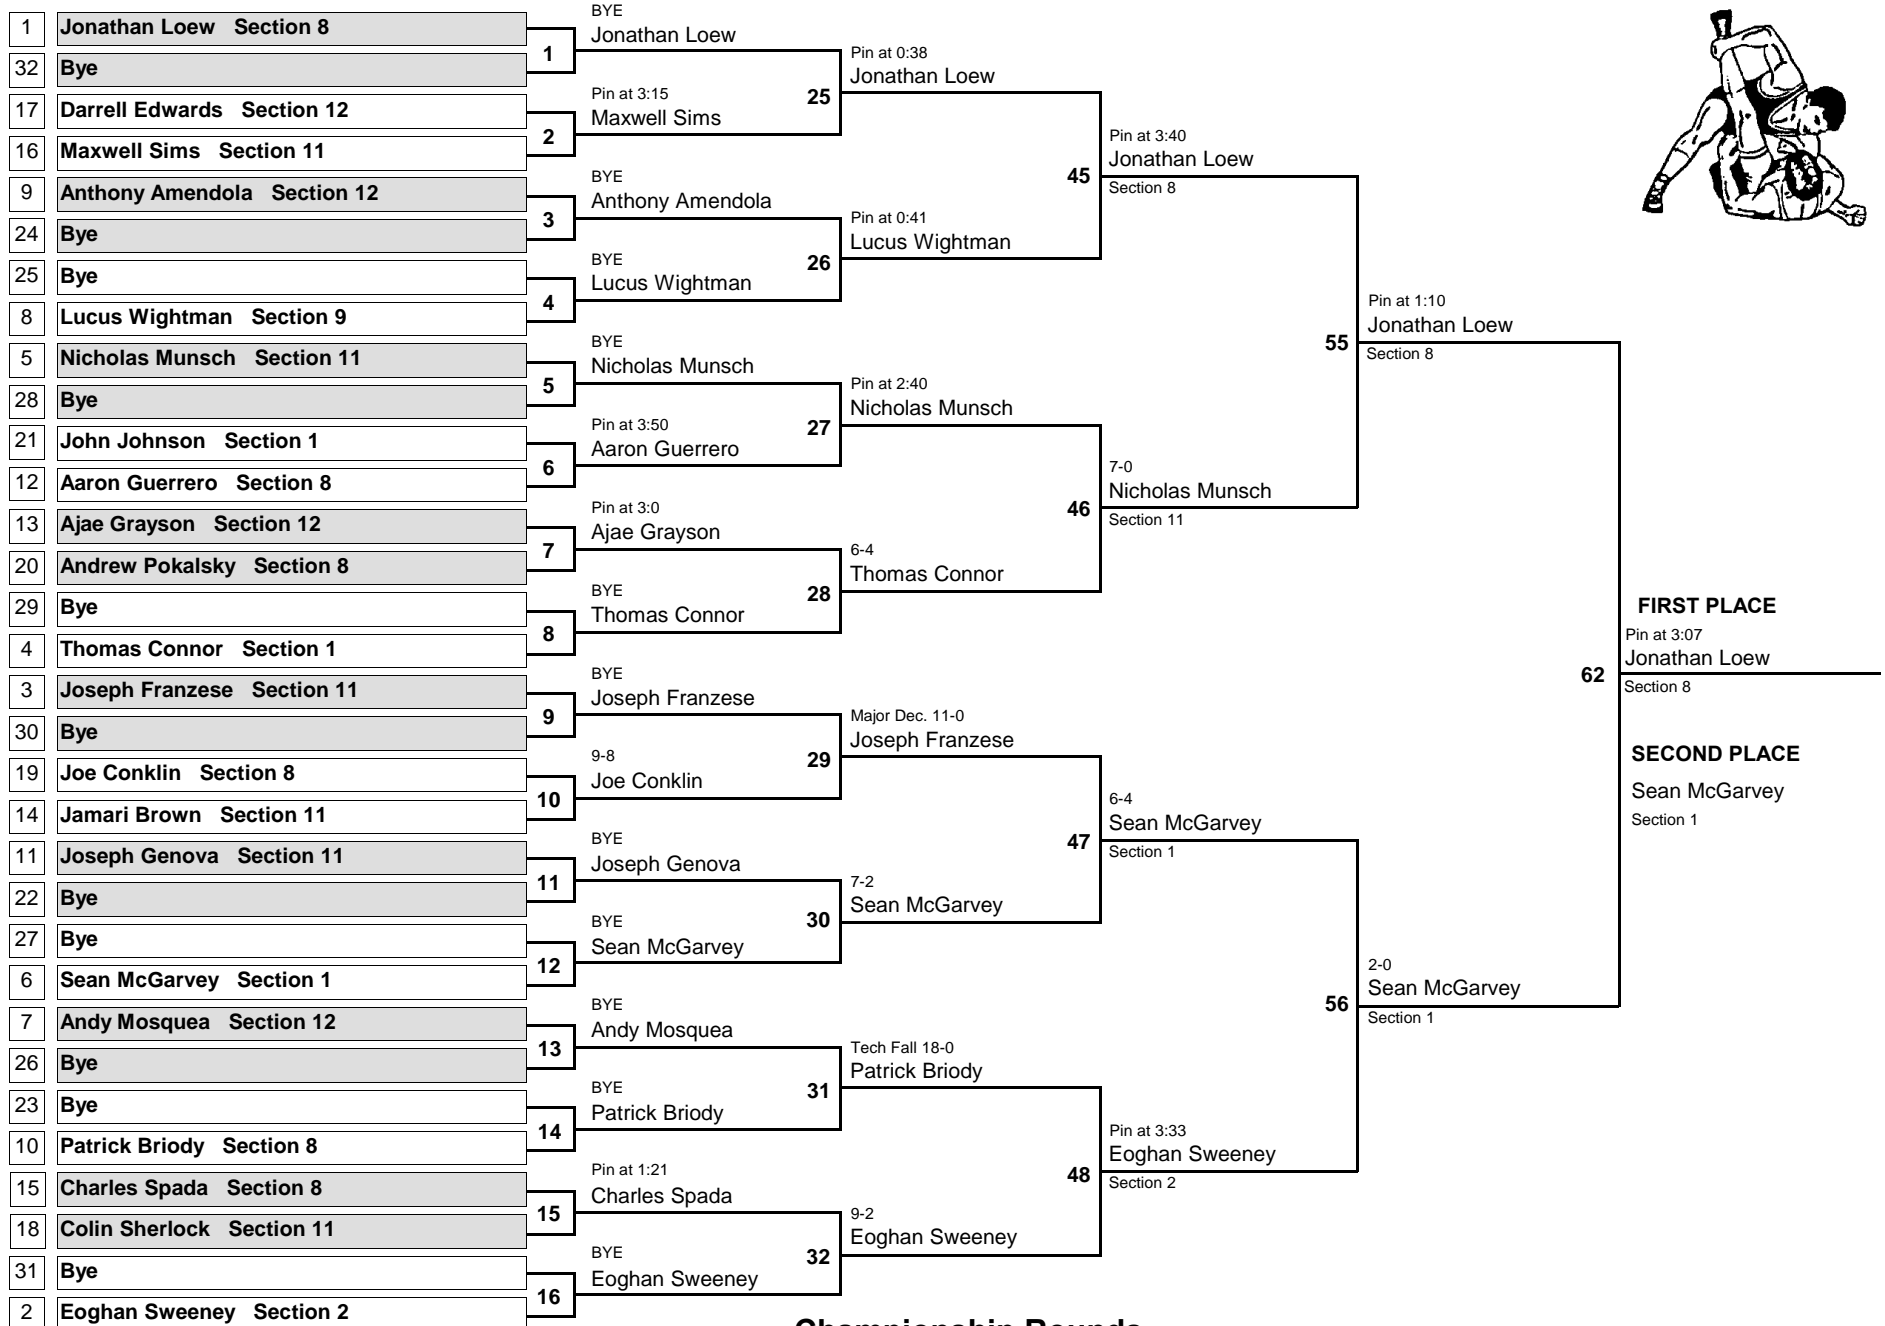 1 Jonathan Loew Section 8
32 Bye
17 Darrell Edwards Section 12
16 Maxwell Sims Section 11
9 Anthony Amendola Section 12
24 Bye
25 Bye
8 Lucus Wightman Section 9
5 Nicholas Munsch Section 11
28 Bye
21 John Johnson Section 1
12 Aaron Guerrero Section 8
13 Ajae Grayson Section 12
20 Andrew Pokalsky Section 8
29 Bye
4 Thomas Connor Section 1
3 Joseph Franzese Section 11
30 Bye
19 Joe Conklin Section 8
14 Jamari Brown Section 11
11 Joseph Genova Section 11
22 Bye
27 Bye
6 Sean McGarvey Section 1
7 Andy Mosquea Section 12
26 Bye
23 Bye
10 Patrick Briody Section 8
15 Charles Spada Section 8
18 Colin Sherlock Section 11
31 Bye
2 Eoghan Sweeney Section 2
1
2
3
4
5
6
7
8
9
10
11
12
13
14
15
16
BYE
Jonathan Loew
Pin at 3:15
Maxwell Sims
BYE
Anthony Amendola
BYE
Lucus Wightman
BYE
Nicholas Munsch
Pin at 3:50
Aaron Guerrero
Pin at 3:0
Ajae Grayson
BYE
Thomas Connor
BYE
Joseph Franzese
9-8
Joe Conklin
BYE
Joseph Genova
BYE
Sean McGarvey
BYE
Andy Mosquea
BYE
Patrick Briody
Pin at 1:21
Charles Spada
BYE
Eoghan Sweeney
25
26
27
28
29
30
31
32
Pin at 0:38
Jonathan Loew
Pin at 0:41
Lucus Wightman
Pin at 2:40
Nicholas Munsch
6-4
Thomas Connor
Major Dec. 11-0
Joseph Franzese
7-2
Sean McGarvey
Tech Fall 18-0
Patrick Briody
9-2
Eoghan Sweeney
45
46
47
48
Pin at 3:40
Jonathan Loew
Section 8
7-0
Nicholas Munsch
Section 11
6-4
Sean McGarvey
Section 1
Pin at 3:33
Eoghan Sweeney
Section 2
55
56
Pin at 1:10
Jonathan Loew
Section 8
2-0
Sean McGarvey
Section 1
62
FIRST PLACE
Pin at 3:07
Jonathan Loew
Section 8
SECOND PLACE
Sean McGarvey
Section 1
Championship Rounds